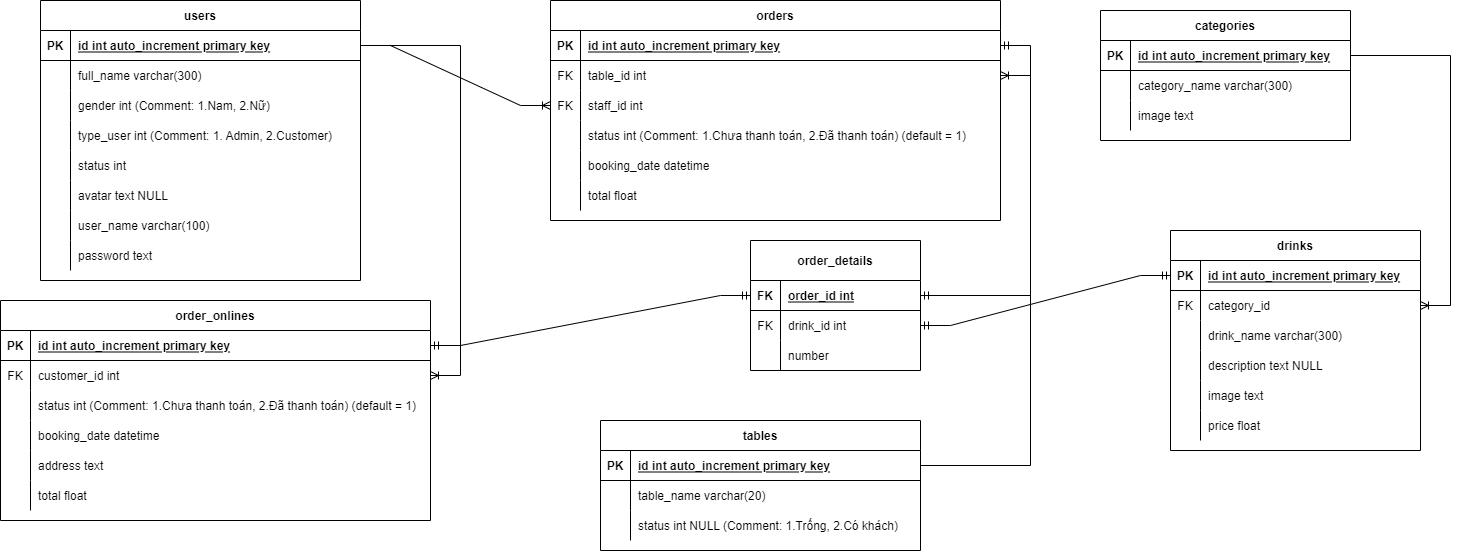 users
PK id int auto_increment primary key
full_name varchar(300)
gender int (Comment: 1.Nam, 2.Nữ)
type_user int (Comment: 1. Admin, 2.Customer)
status int
avatar text NULL
user_name varchar(100)
password text
orders
PK id int auto_increment primary key
FK table_id int
FK staff_id int
status int (Comment: 1.Chưa thanh toán, 2.Đã thanh toán) (default = 1)
booking_date datetime
total float
categories
PK id int auto_increment primary key
category_name varchar(300)
image text
order_details
FK order_id int
FK drink_id int
number
drinks
PK id int auto_increment primary key
FK category_id
drink_name varchar(300)
description text NULL
image text
price float
order_onlines
PK id int auto_increment primary key
FK customer_id int
status int (Comment: 1.Chưa thanh toán, 2.Đã thanh toán) (default = 1)
booking_date datetime
address text
total float
tables
PK id int auto_increment primary key
table_name varchar(20)
status int NULL (Comment: 1.Trống, 2.Có khách)